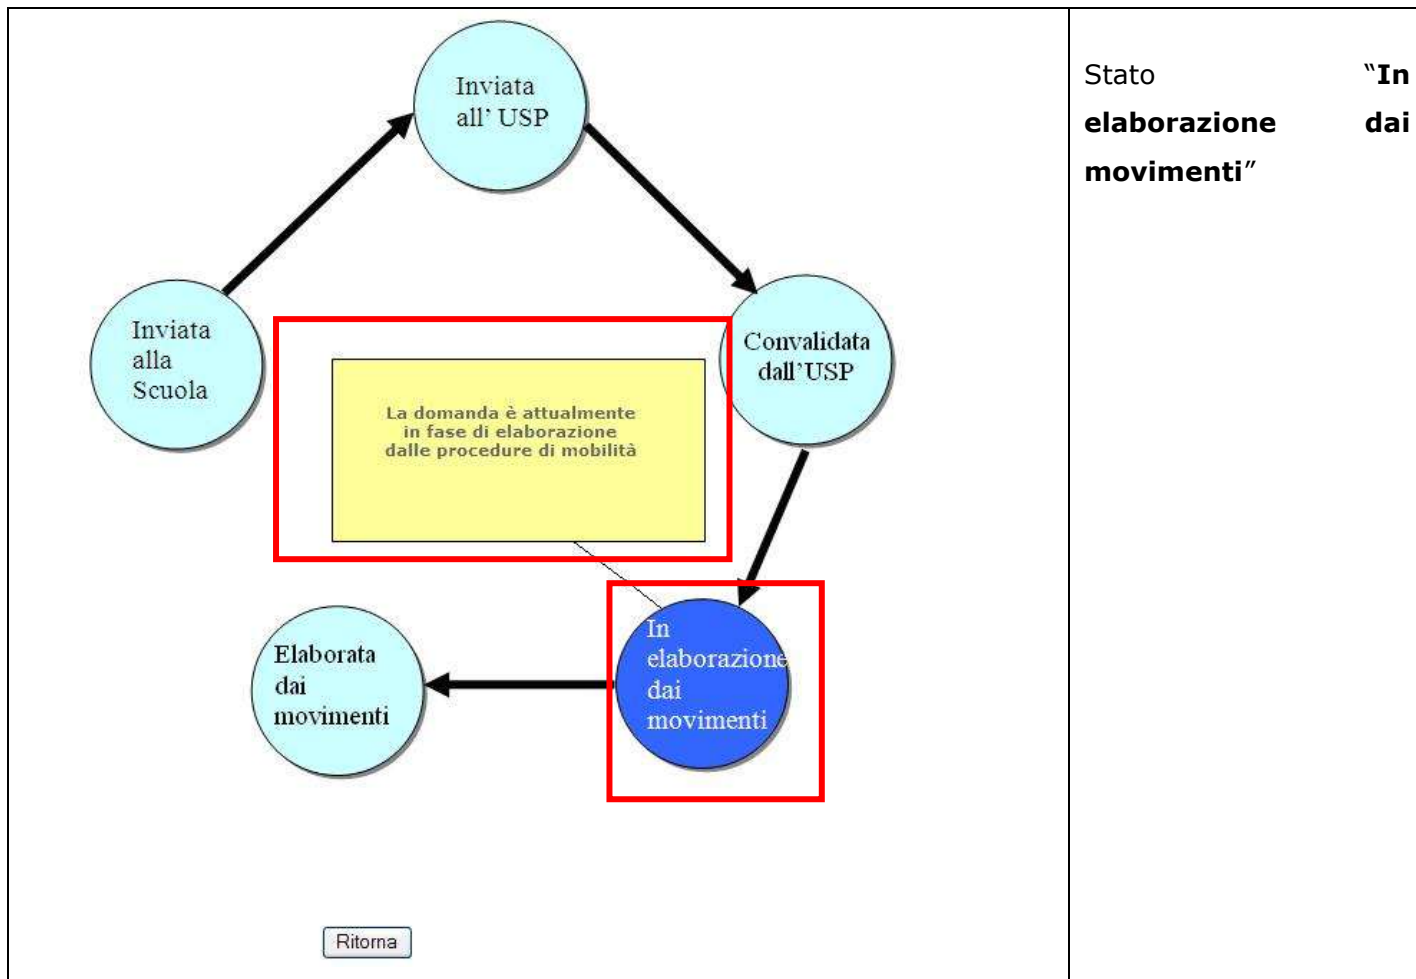 Inviata
all' USP
Inviata
alla
Scuola
Convalidata
dall'USP
La domanda è attualmente
in fase di elaborazione
dalle procedure di mobilità
In
elaborazione
dai
movimenti
Elaborata
dai
movimenti
Ritorna
Stato “In
elaborazione dai
movimenti”